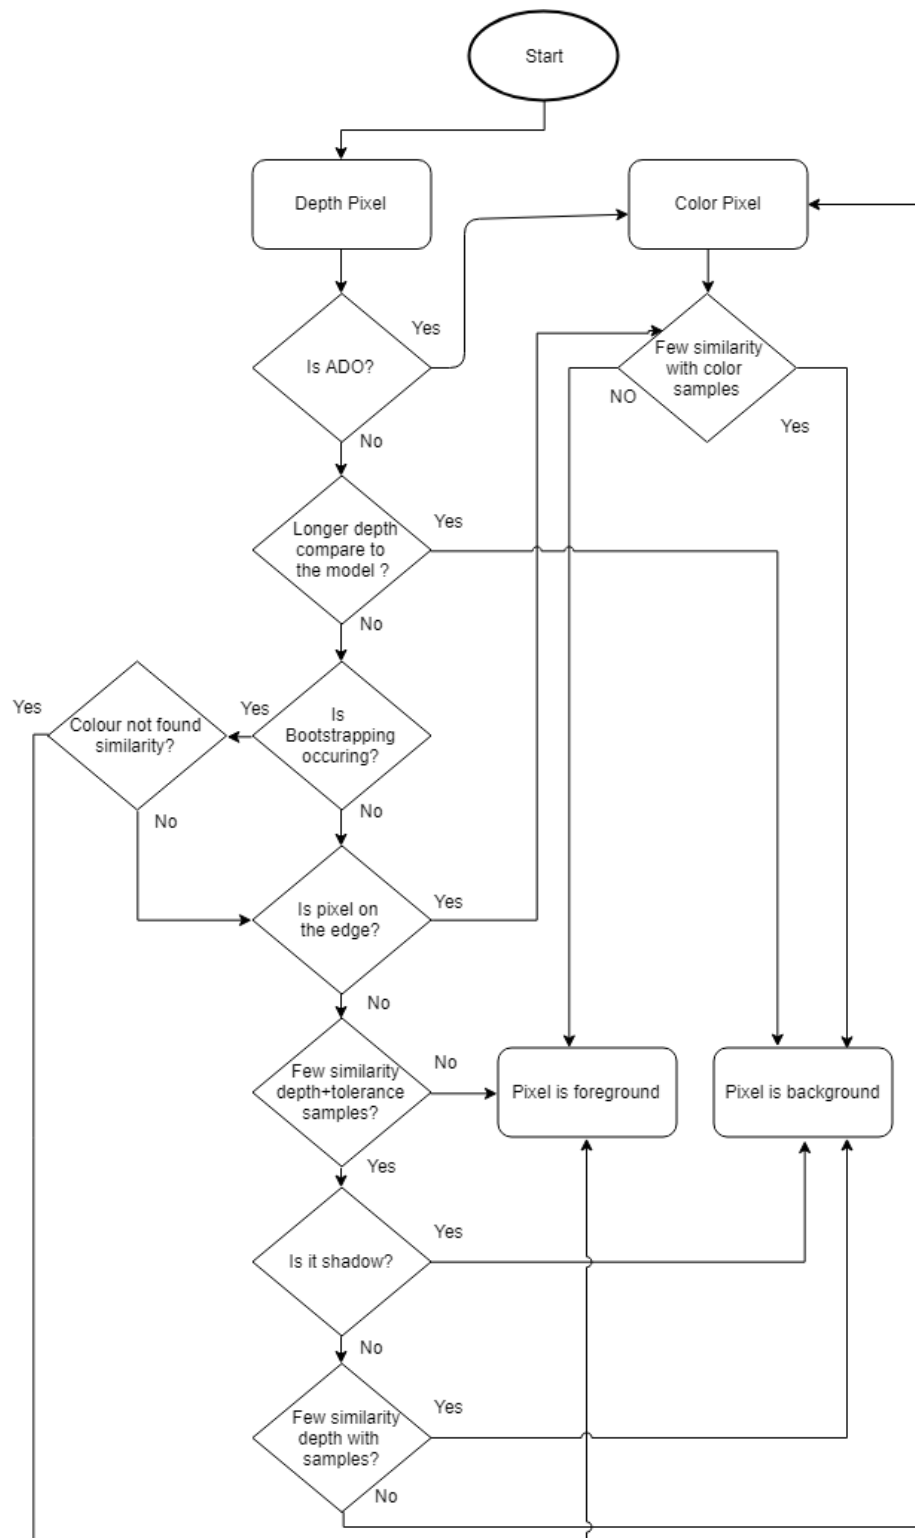 Start
Depth Pixel
Color Pixel
Yes
Is ADO?
Few similarity
with color
samples
NO
Yes
No
Longer depth
compare to
the model ?
Yes
No
Yes
Colour not found
similarity?
Yes
Is
Bootstrapping
occuring?
No
No
Is pixel on
the edge?
Yes
No
Few similarity
depth+tolerance
samples?
No
Pixel is foreground
Pixel is background
Yes
Is it shadow?
Yes
No
Few similarity
depth with
samples?
Yes
No